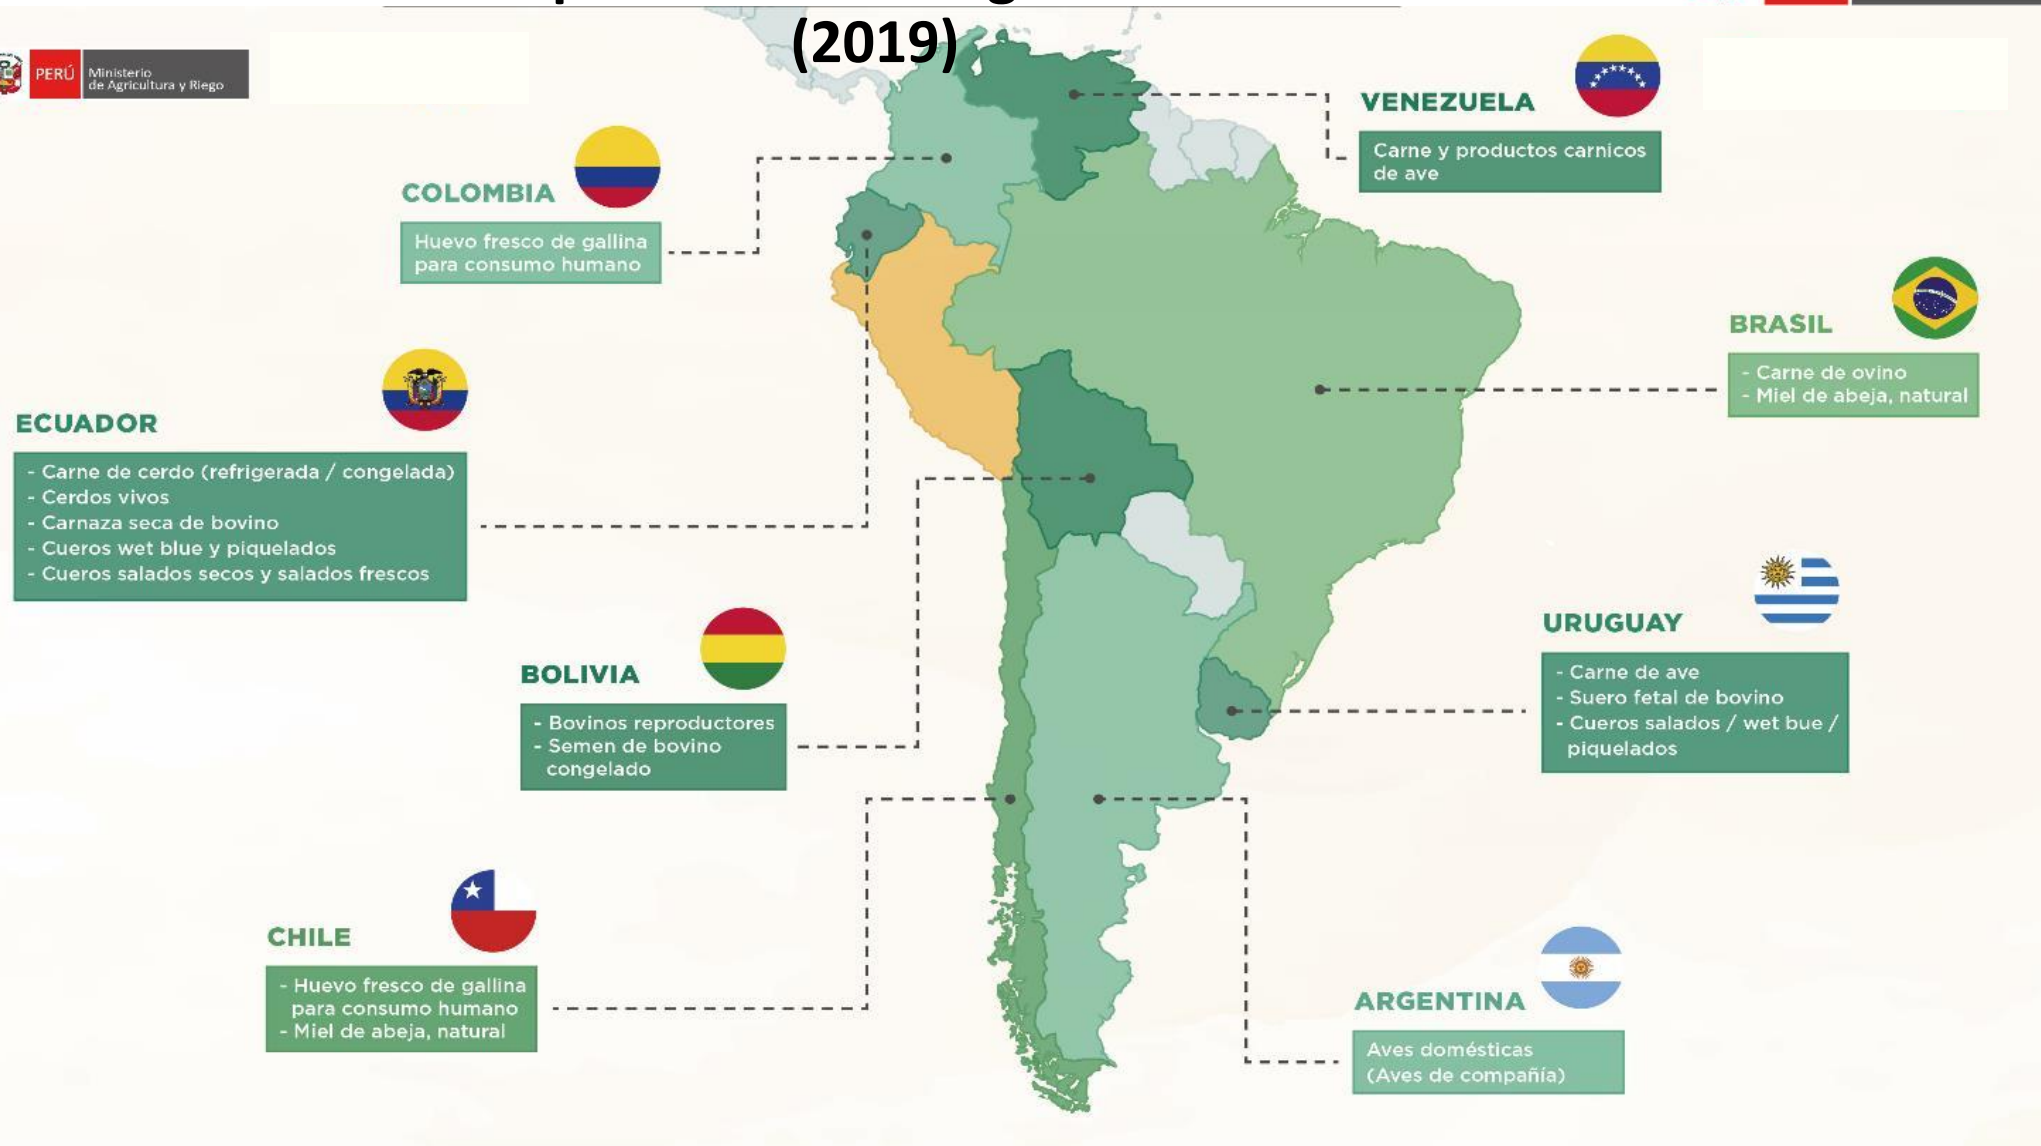 (2019)
PERÚ
Ministerio
de Agricultura y Riego
VENEZUELA
Carne y productos carnicos
de ave
COLOMBIA
Huevo fresco de gallina
para consumo humano
BRASIL
- Carne de ovino
- Miel de abeja, natural
ECUADOR
- Carne de cerdo (refrigerada / congelada)
- Cerdos vivos
- Carnaza seca de bovino
- Cueros wet blue y piquelados
- Cueros salados secos y salados frescos
URUGUAY
- Carne de ave
- Suero fetal de bovino
- Cueros salados / wet bue /
piquelados
BOLIVIA
- Bovinos reproductores
- Semen de bovino
congelado
CHILE
- Huevo fresco de gallina
para consumo humano
- Miel de abeja, natural
ARGENTINA
Aves domésticas
(Aves de compañía)